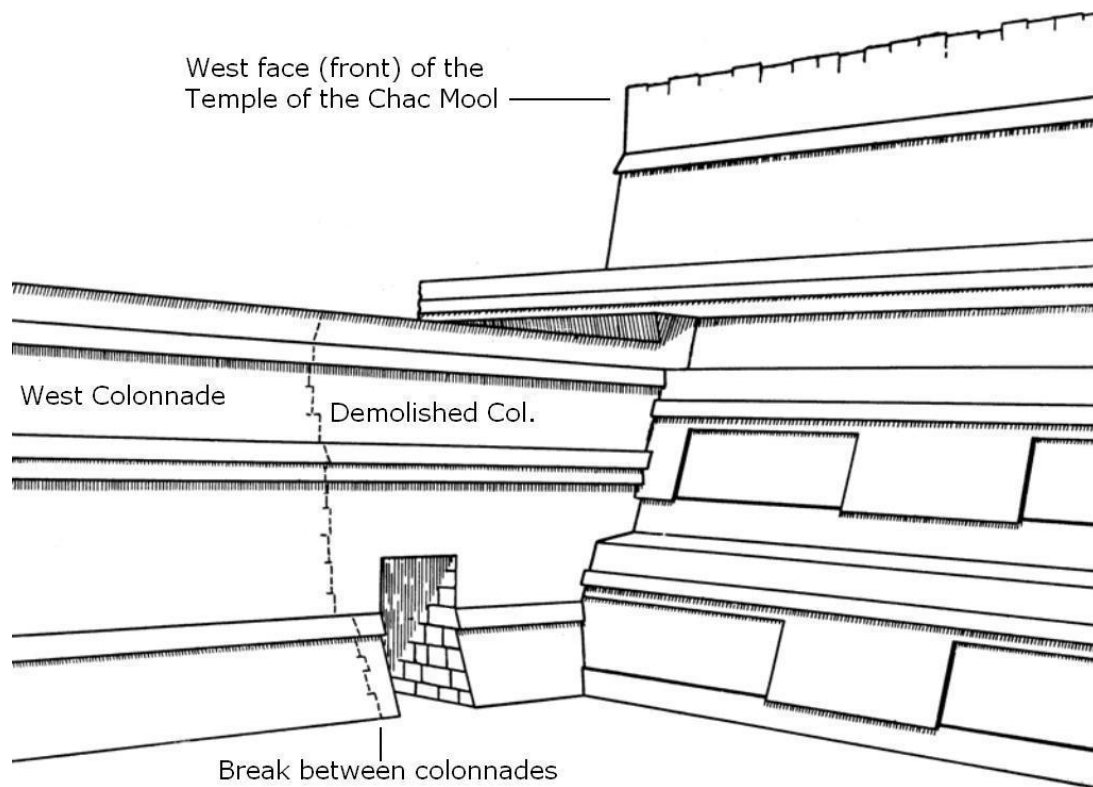 West face (front) of the
Temple of the Chac Mool
West Colonnade
Demolished Col.
Break between colonnades